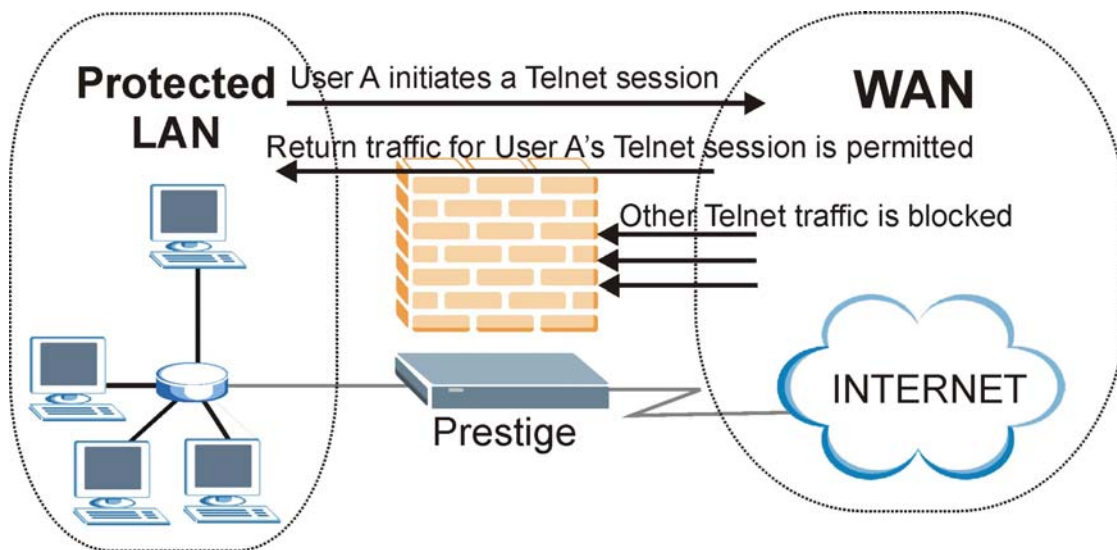 Protected
LAN
User A initiates a Telnet session
WAN
Return traffic for User A's Telnet session is permitted
Other Telnet traffic is blocked
Prestige
INTERNET